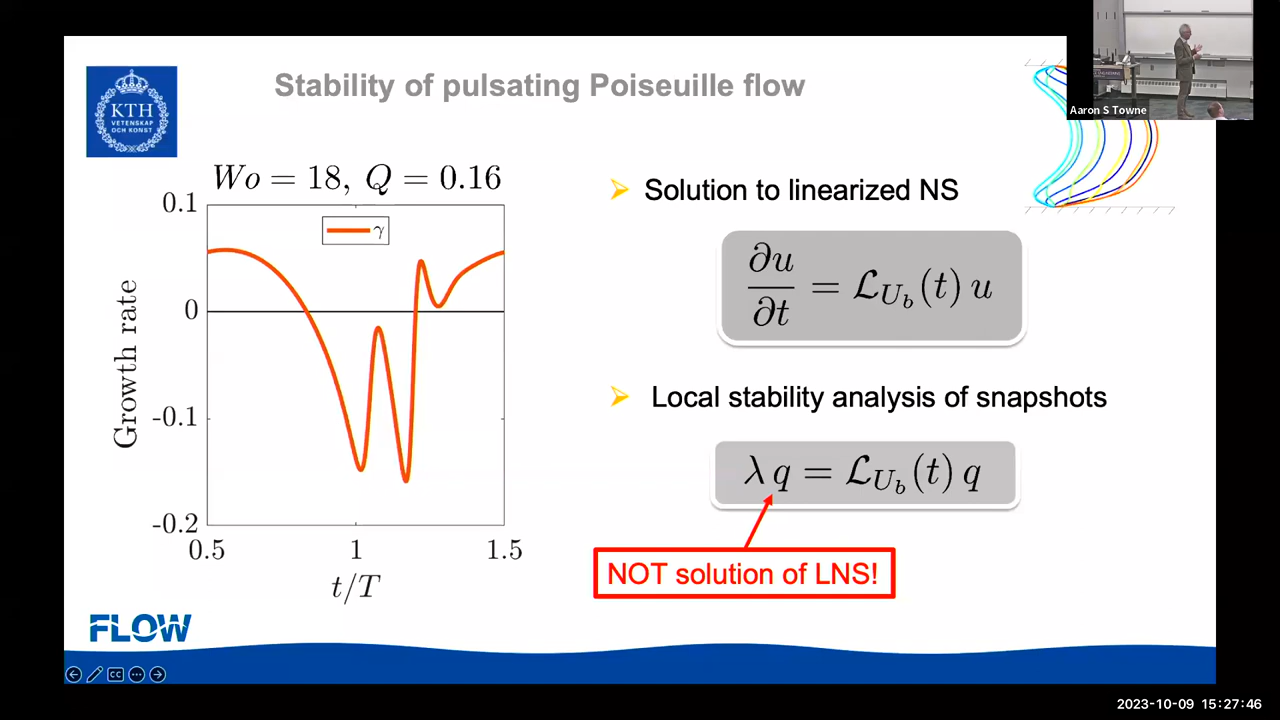 Stability of pulsating Poiseuille flow
KTH
VETENSKAP
OCH KONST
Aaron S Towne
Wo = 18, Q = 0.16
0.1
0
-0.1
-0.2
0.5
1
1.5
γ
Growth rate
t/T
Solution to linearized NS
∂u/∂t = ℒ_{U_b}(t) u
Local stability analysis of snapshots
λ q = ℒ_{U_b}(t) q
NOT solution of LNS!
FLOW
CC
2023-10-09 15:27:46